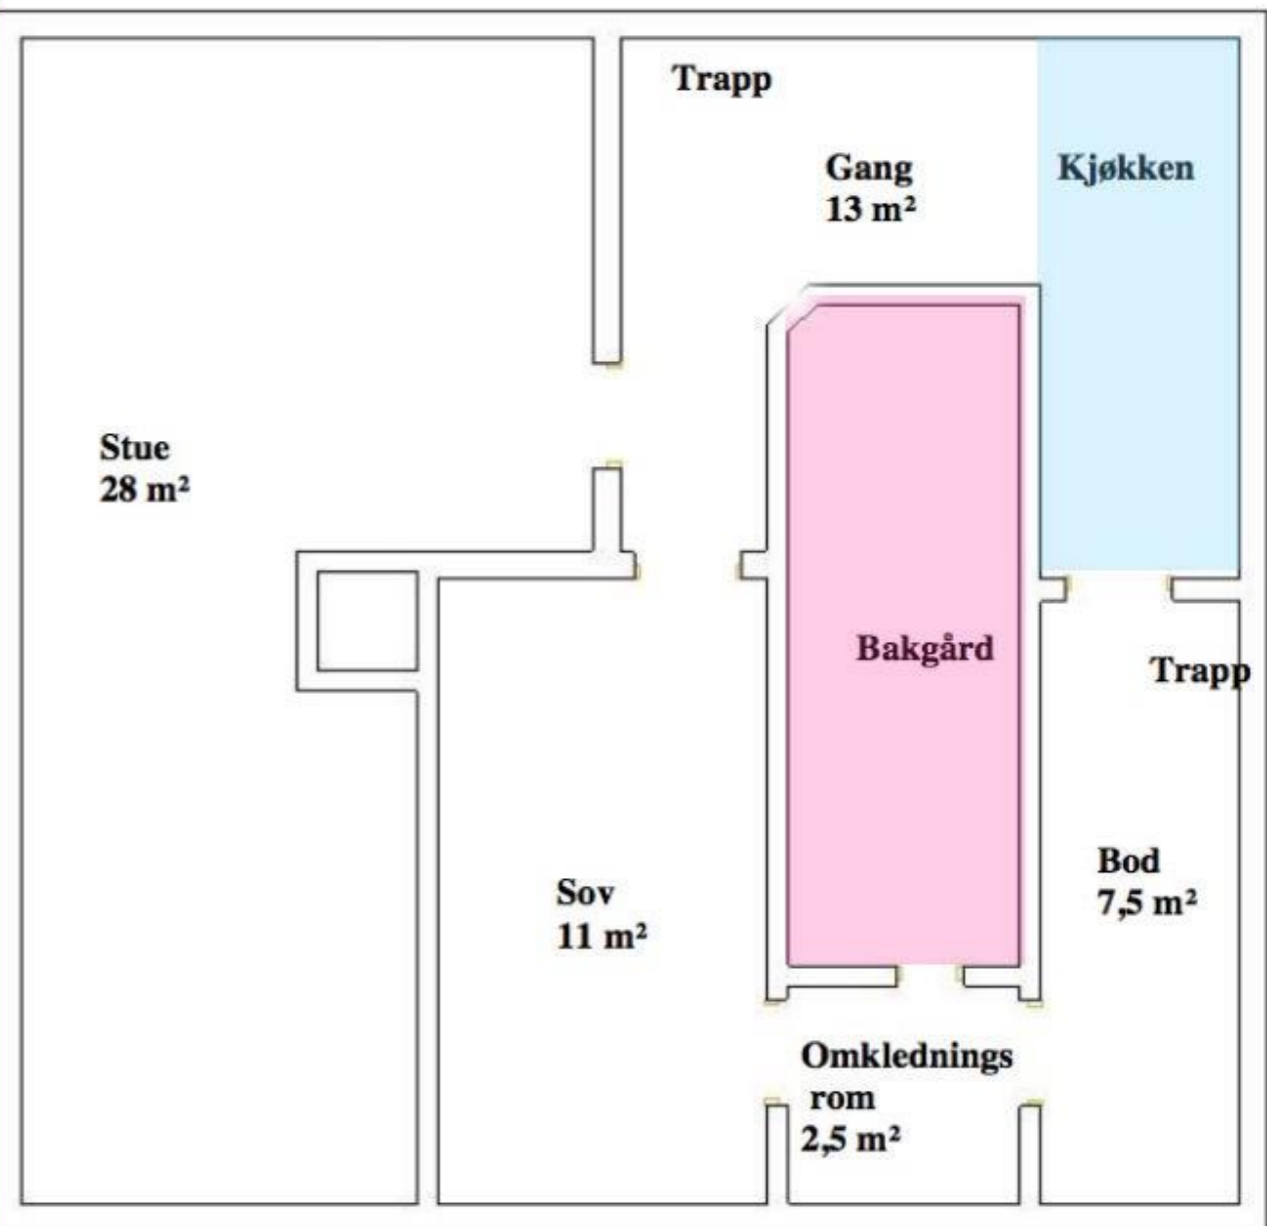 Trapp
Gang
13 m²
Kjøkken
Stue
28 m²
Bakgård
Trapp
Bod
7,5 m²
Sov
11 m²
Omklednings
rom
2,5 m²